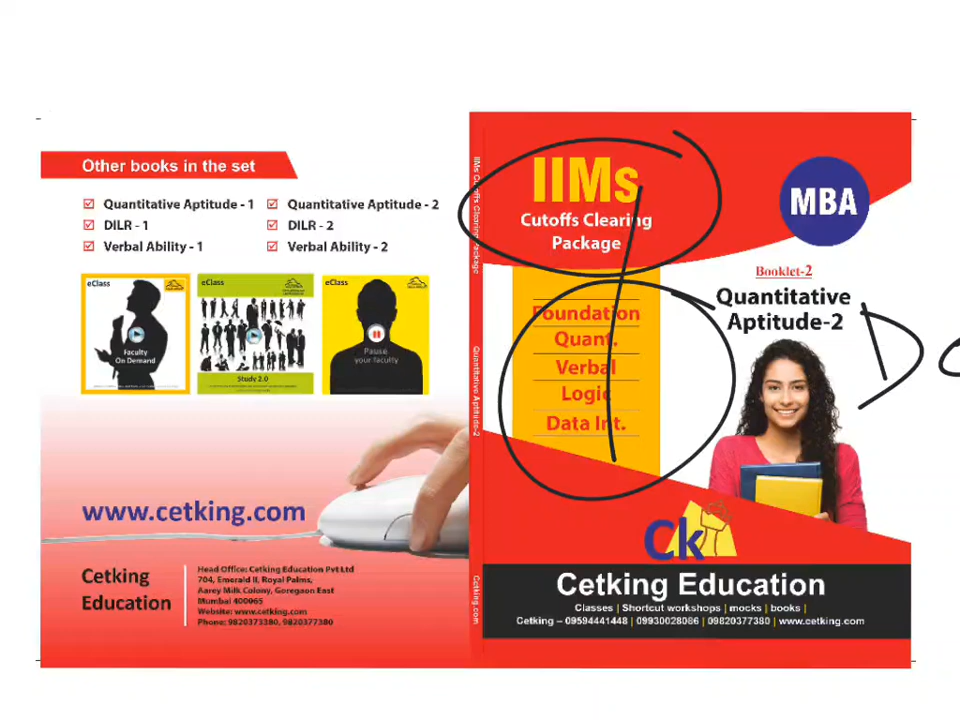 Other books in the set
Quantitative Aptitude - 1
Quantitative Aptitude - 2
DILR - 1
DILR - 2
Verbal Ability - 1
Verbal Ability - 2
eClass
Faculty
On Demand
eClass
Study 2.0
eClass
Pause
your faculty
www.cetking.com
Cetking
Education
Head Office: Cetking Education Pvt Ltd
704, Emerald II, Royal Palms,
Aarey Milk Colony, Goregaon East
Mumbai 400065
Website: www.cetking.com
Phone: 9820373380, 9820377380
IIMs Cutoffs Clearing Package
Quantitative Aptitude-2
Cetking.com
IIMs
Cutoffs Clearing
Package
MBA
Booklet-2
Quantitative
Aptitude-2
Foundation
Quant.
Verbal
Logic
Data Int.
Ck
Cetking Education
Classes | Shortcut workshops | mocks | books |
Cetking – 09594441448 | 09930028086 | 09820377380 | www.cetking.com